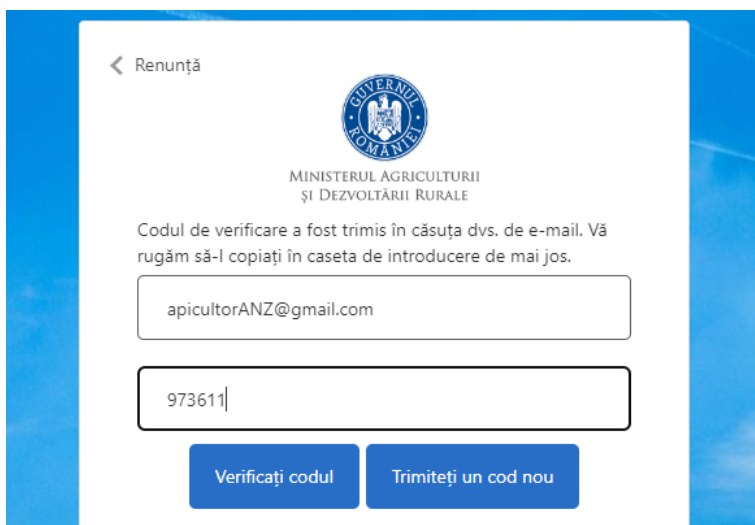 Renunță
GUVERNUL ROMÂNIEI
MINISTERUL AGRICULTURII
ȘI DEZVOLTĂRII RURALE
Codul de verificare a fost trimis în căsuța dvs. de e-mail. Vă
rugăm să-l copiați în caseta de introducere de mai jos.
apicultorANZ@gmail.com
973611
Verificați codul
Trimiteți un cod nou